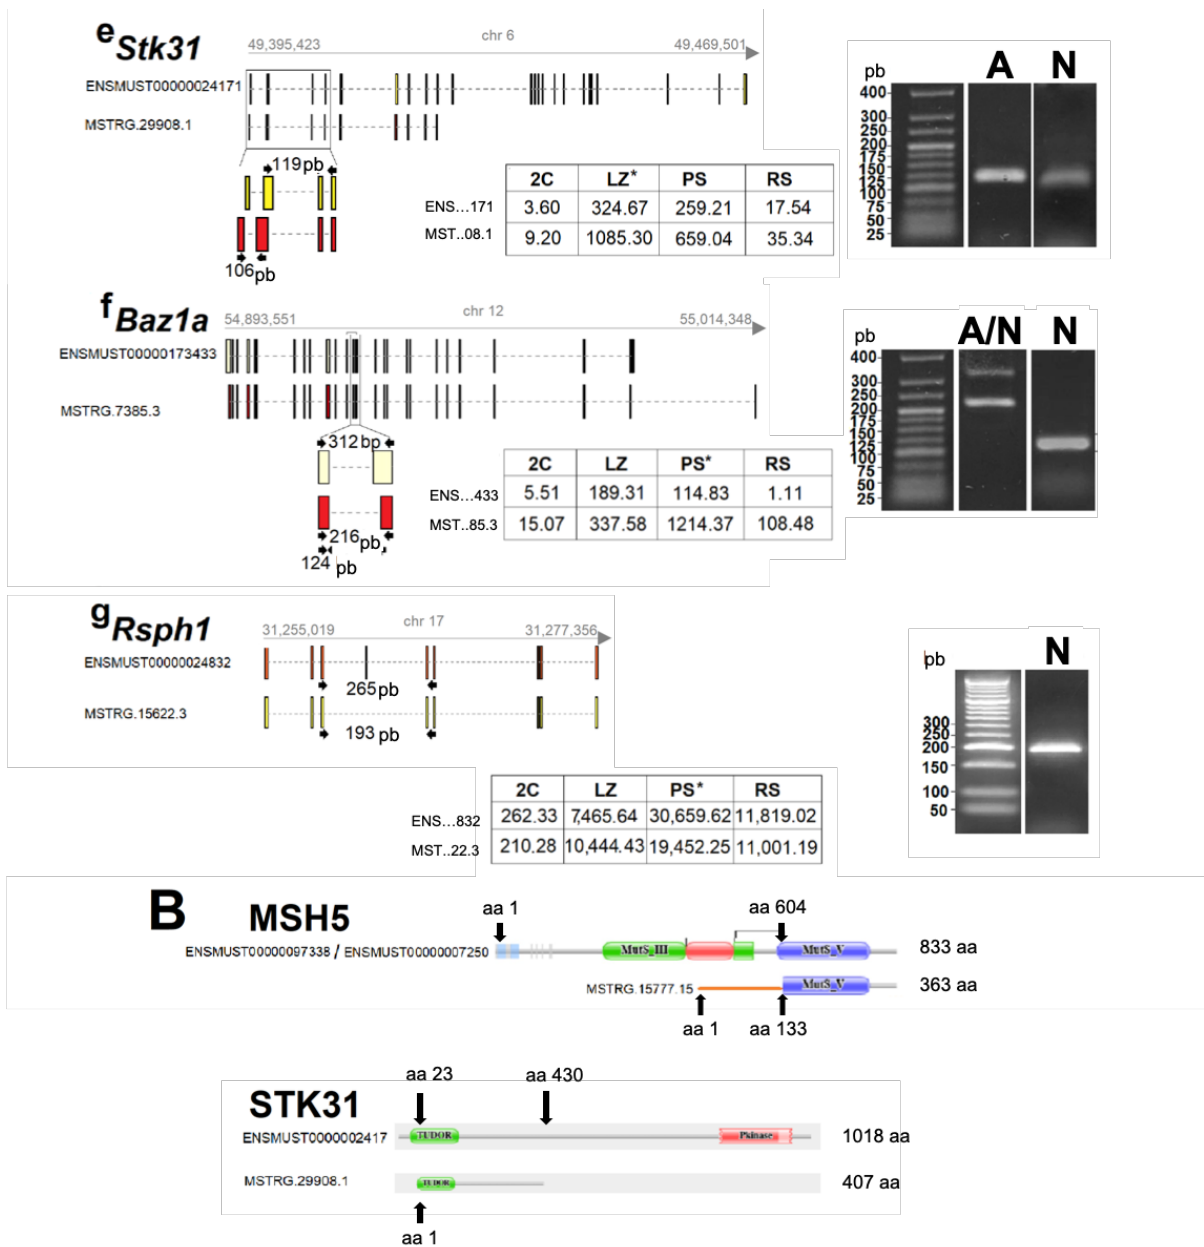 e Stk31
49,395,423 chr 6 49,469,501
ENSMUST00000024171
MSTRG.29908.1
119pb
106pb
2C LZ* PS RS
ENS...171 3.60 324.67 259.21 17.54
MST..08.1 9.20 1085.30 659.04 35.34
pb A N
400
300
250
200
175
150
125
100
75
50
25
f Baz1a
54,893,551 chr 12 55,014,348
ENSMUST00000173433
MSTRG.7385.3
312bp
216pb
124 pb
2C LZ PS* RS
ENS...433 5.51 189.31 114.83 1.11
MST..85.3 15.07 337.58 1214.37 108.48
pb A/N N
400
300
250
200
175
150
125
100
75
50
25
g Rsph1
31,255,019 chr 17 31,277,356
ENSMUST00000024832
MSTRG.15622.3
265pb
193 pb
2C LZ PS* RS
ENS...832 262.33 7,465.64 30,659.62 11,819.02
MST..22.3 210.28 10,444.43 19,452.25 11,001.19
pb N
300
250
200
150
100
50
B MSH5
aa 1 aa 604
ENSMUST00000097338 / ENSMUST00000007250 MutS_III MutS_V 833 aa
MSTRG.15777.15 MutS_V 363 aa
aa 1 aa 133
aa 23 aa 430
STK31
ENSMUST0000002417 TUDOR Pkinase 1018 aa
MSTRG.29908.1 TUDOR 407 aa
aa 1